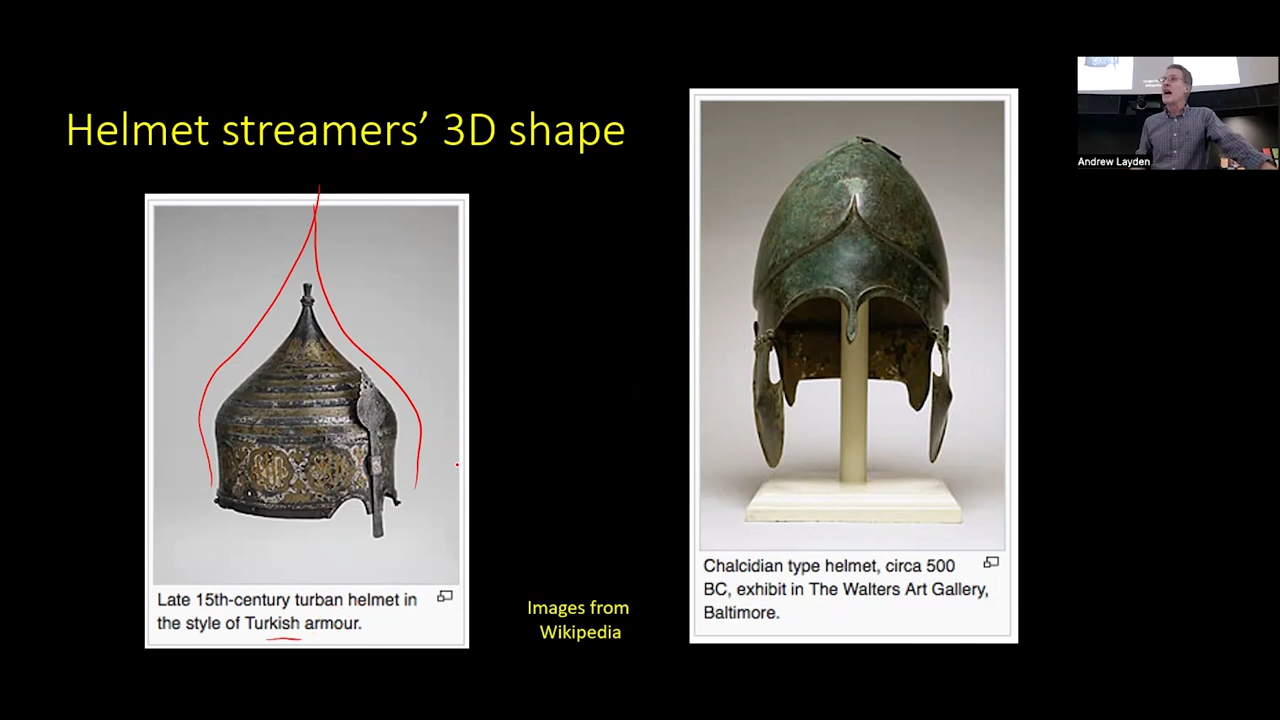 Helmet streamers’ 3D shape
Late 15th-century turban helmet in
the style of Turkish armour.
Images from
Wikipedia
Chalcidian type helmet, circa 500
BC, exhibit in The Walters Art Gallery,
Baltimore.
Andrew Layden